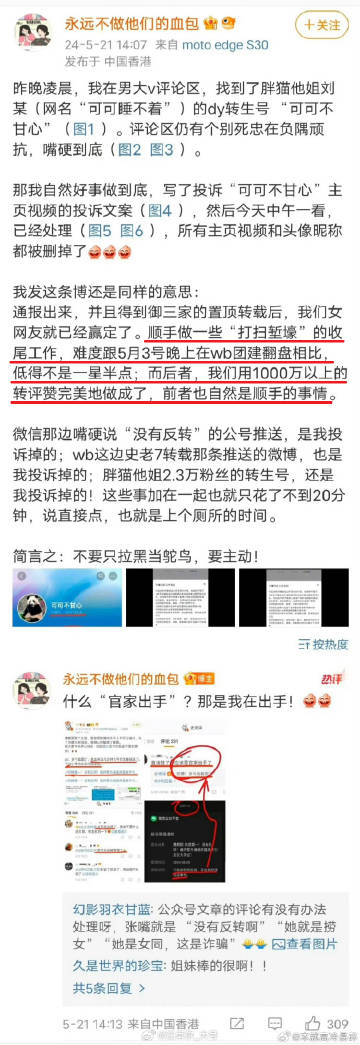 永远不做他们的血包
+关注
24-5-21 14:07 来自 moto edge S30
发布于 中国香港
昨晚凌晨，我在男大v评论区，找到了胖猫他姐刘
某（网名“可可睡不着”）的dy转生号 “可可不
甘心”（图1 ）。评论区仍有个别死忠在负隅顽
抗，嘴硬到底（图2 图3 ）。
那我自然好事做到底，写了投诉“可可不甘心”主
页视频的投诉文案（图4 ），然后今天中午一看，
已经处理（图5 图6 ），所有主页视频和头像昵称
都被删掉了
我发这条博还是同样的意思：
通报出来，并且得到御三家的置顶转载后，我们女
网友就已经赢定了。顺手做一些“打扫堑壕”的收
尾工作，难度跟5月3号晚上在wb团建翻盘相比，
低得不是一星半点；而后者，我们用1000万以上的
转评赞完美地做成了，前者也自然是顺手的事情。
微信那边嘴硬说“没有反转”的公号推送，是我投
诉掉的；wb这边史老7转载那条推送的微博，也是
我投诉掉的！胖猫他姐2.3万粉丝的转生号，还是
我投诉掉的！这些事加在一起也就只花了不到20分
钟，说直接点，也就是上个厕所的时间。
简言之：不要只拉黑当鸵鸟，要主动！
可可不甘心
按热度
永远不做他们的血包
博主
热评
什么“官家出手”？那是我在出手！
幻影羽衣甘蓝: 公众号文章的评论有没有办法
处理呀，张嘴就是 “没有反转啊” “她就是捞
女” “她是女同，这是诈骗”
查看图片
久是世界的珍宝: 姐妹棒的很啊！！
共5条回复
5-21 14:13 来自中国香港
309